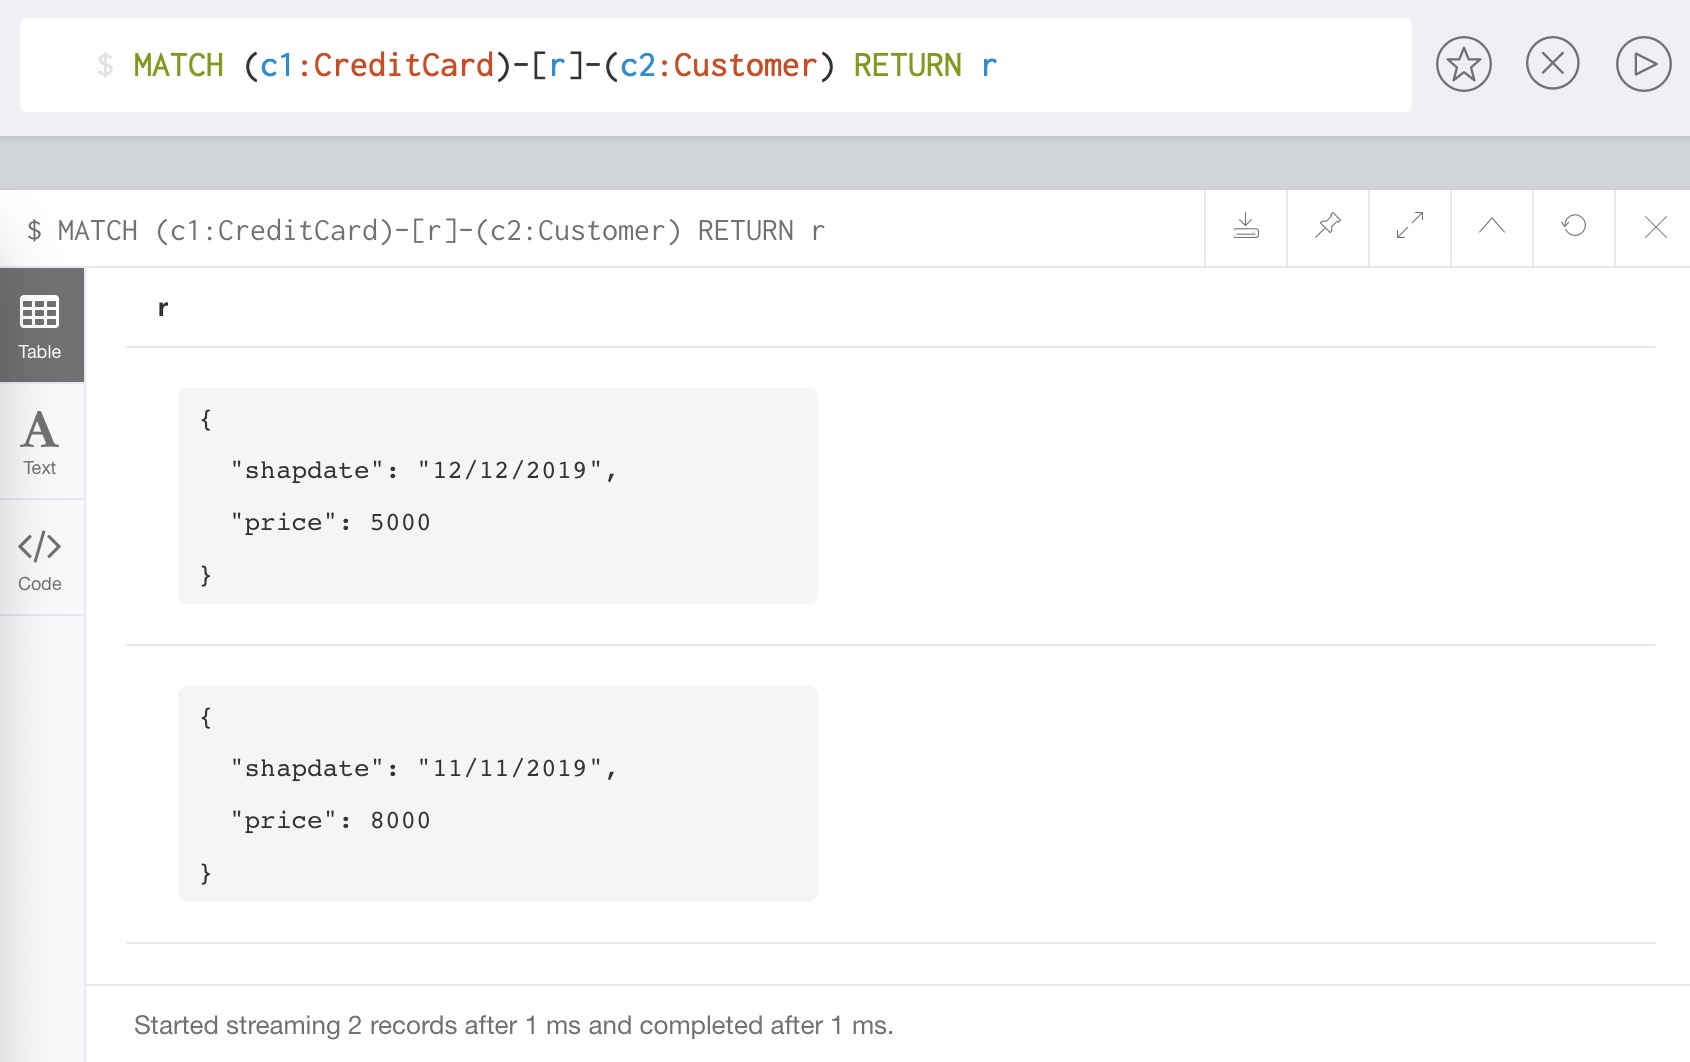 $ MATCH (c1:CreditCard)-[r]-(c2:Customer) RETURN r
$ MATCH (c1:CreditCard)-[r]-(c2:Customer) RETURN r
Table
A
Text
</>
Code
r
{
"shapdate": "12/12/2019",
"price": 5000
}
{
"shapdate": "11/11/2019",
"price": 8000
}
Started streaming 2 records after 1 ms and completed after 1 ms.